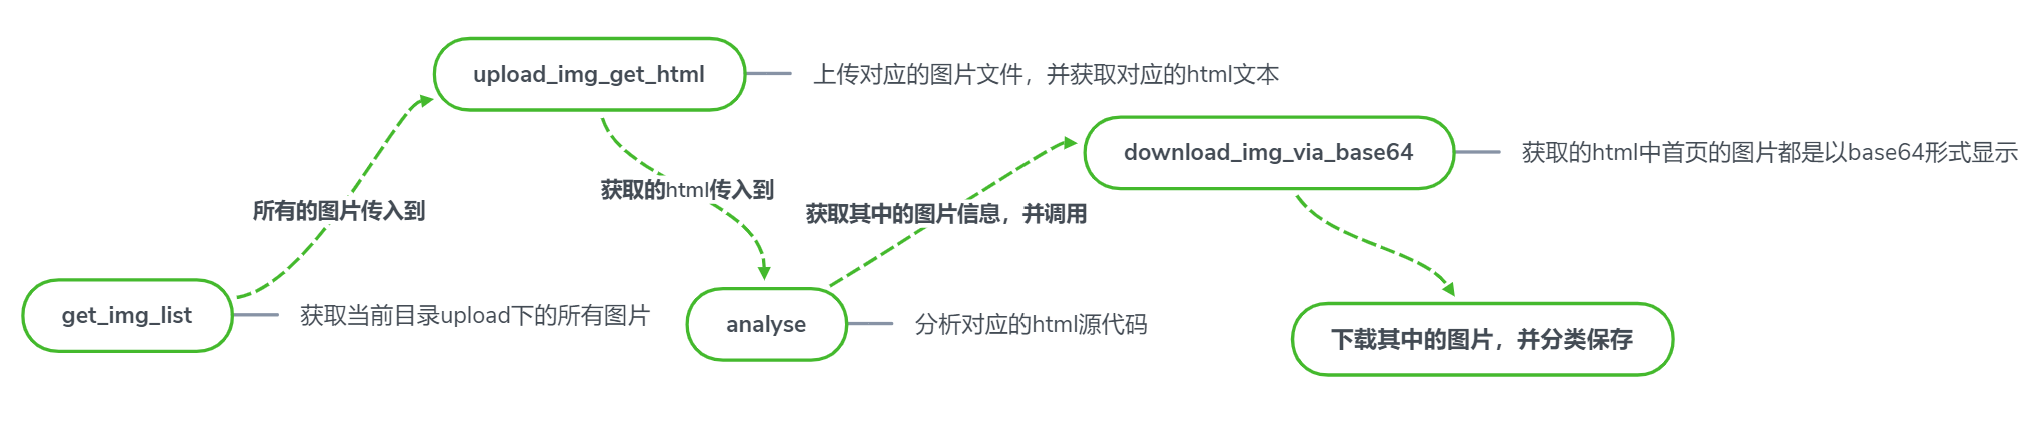 upload_img_get_html
上传对应的图片文件，并获取对应的html文本
download_img_via_base64
获取的html中首页的图片都是以base64形式显示
获取的html传入到
所有的图片传入到
获取其中的图片信息，并调用
get_img_list
获取当前目录upload下的所有图片
analyse
分析对应的html源代码
下载其中的图片，并分类保存